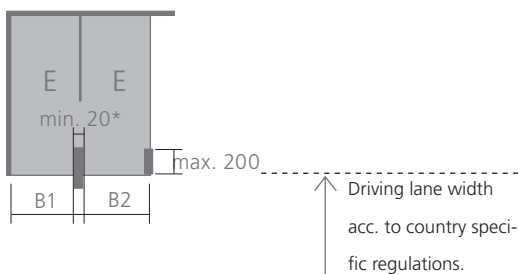 E E
min. 20*
max. 200
B1 B2
Driving lane width
acc. to country speci-
fic regulations.